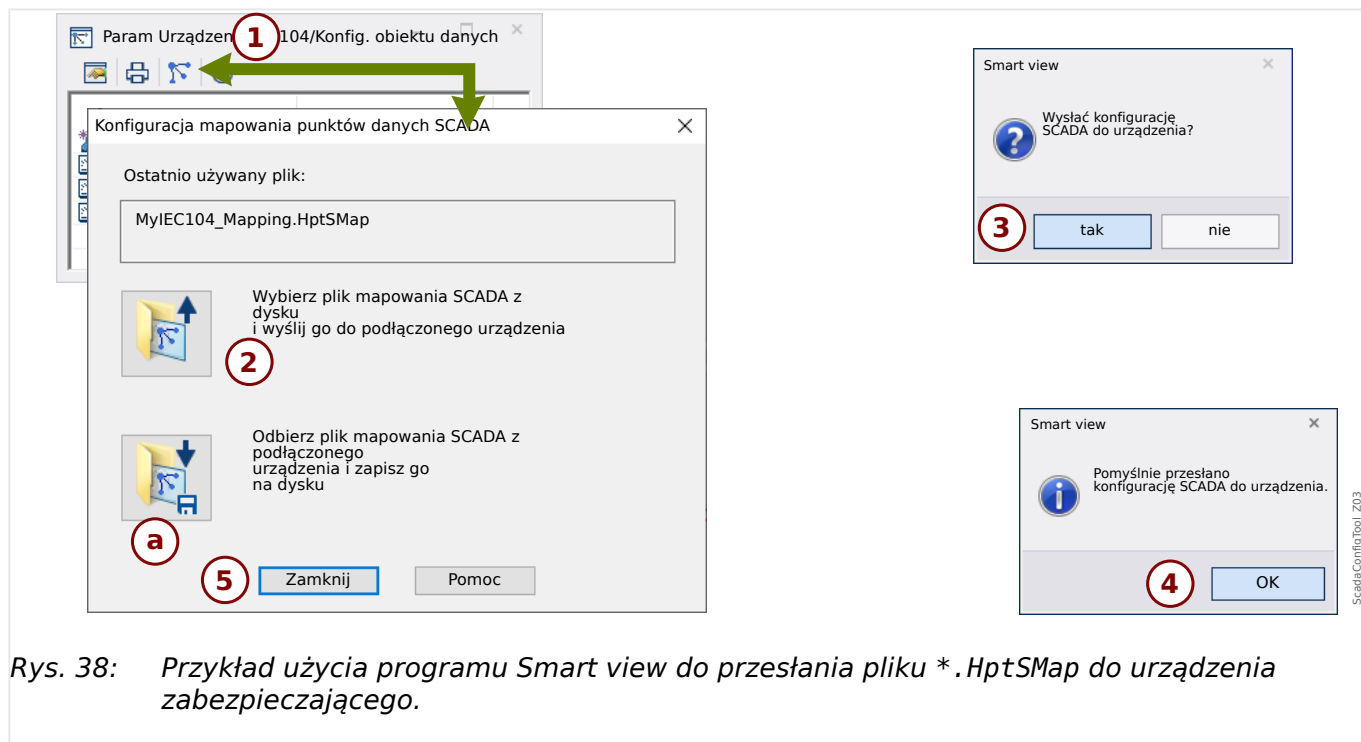 Param Urządzen 1 104/Konfig. obiektu danych
Konfiguracja mapowania punktów danych SCADA
Ostatnio używany plik:
MyIEC104_Mapping.HptSMap
Wybierz plik mapowania SCADA z
dysku
i wyślij go do podłączonego urządzenia
2
Odbierz plik mapowania SCADA z
podłączonego
urządzenia i zapisz go
na dysku
a
5 Zamknij Pomoc
Smart view
Wysłać konfigurację
SCADA do urządzenia?
3 tak nie
Smart view
Pomyślnie przesłano
konfigurację SCADA do urządzenia.
4 OK
ScadaConfigTool_Z03
Rys. 38: Przykład użycia programu Smart view do przesłania pliku *.HptSMap do urządzenia
zabezpieczającego.